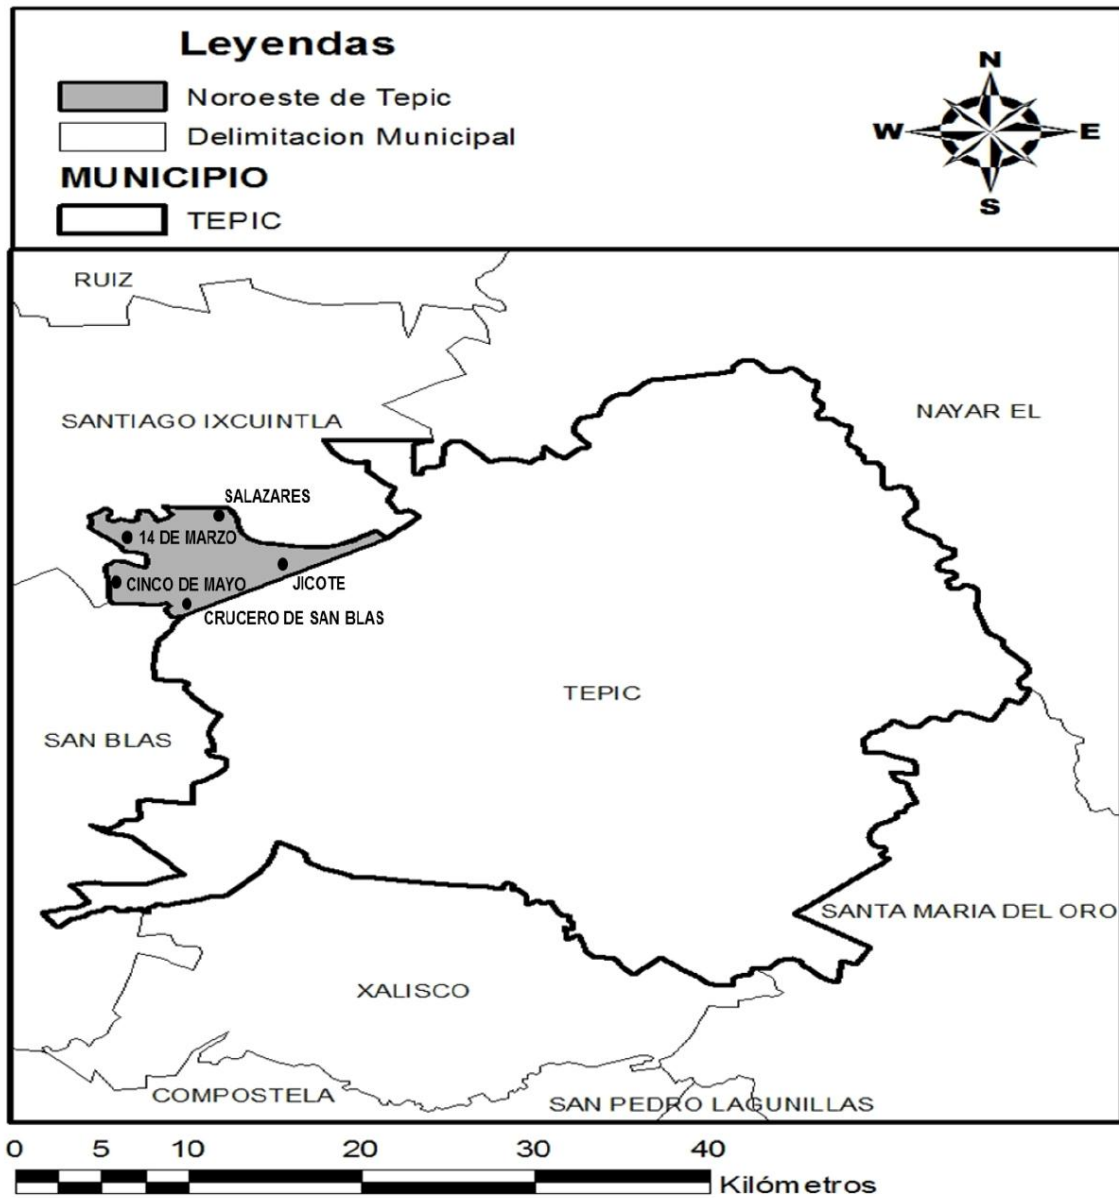 Leyendas
Noroeste de Tepic
Delimitacion Municipal
MUNICIPIO
TEPIC
N
W
E
S
RUIZ
SANTIAGO IXCUINTLA
NAYAR EL
SALAZARES
14 DE MARZO
CINCO DE MAYO
JICOTE
CRUCERO DE SAN BLAS
TEPIC
SAN BLAS
SANTA MARIA DEL ORO
XALISCO
COMPOSTELA
SAN PEDRO LAGUNILLAS
0 5 10 20 30 40
Kilómetros